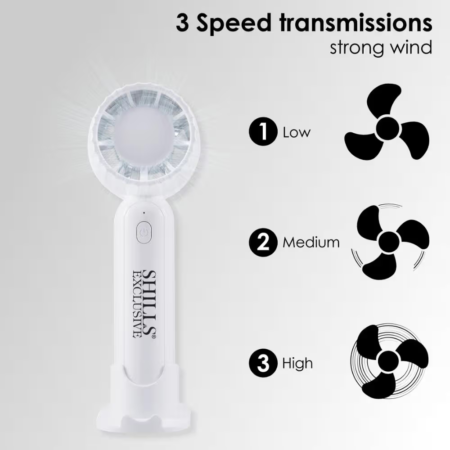 3 Speed transmissions
strong wind
1 Low
2 Medium
3 High
SHILLS®
EXCLUSIVE